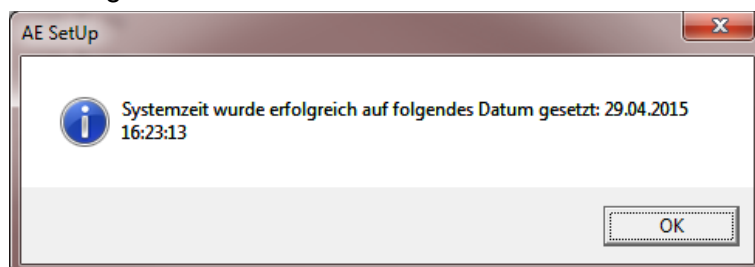 AE SetUp
Systemzeit wurde erfolgreich auf folgendes Datum gesetzt: 29.04.2015
16:23:13
OK